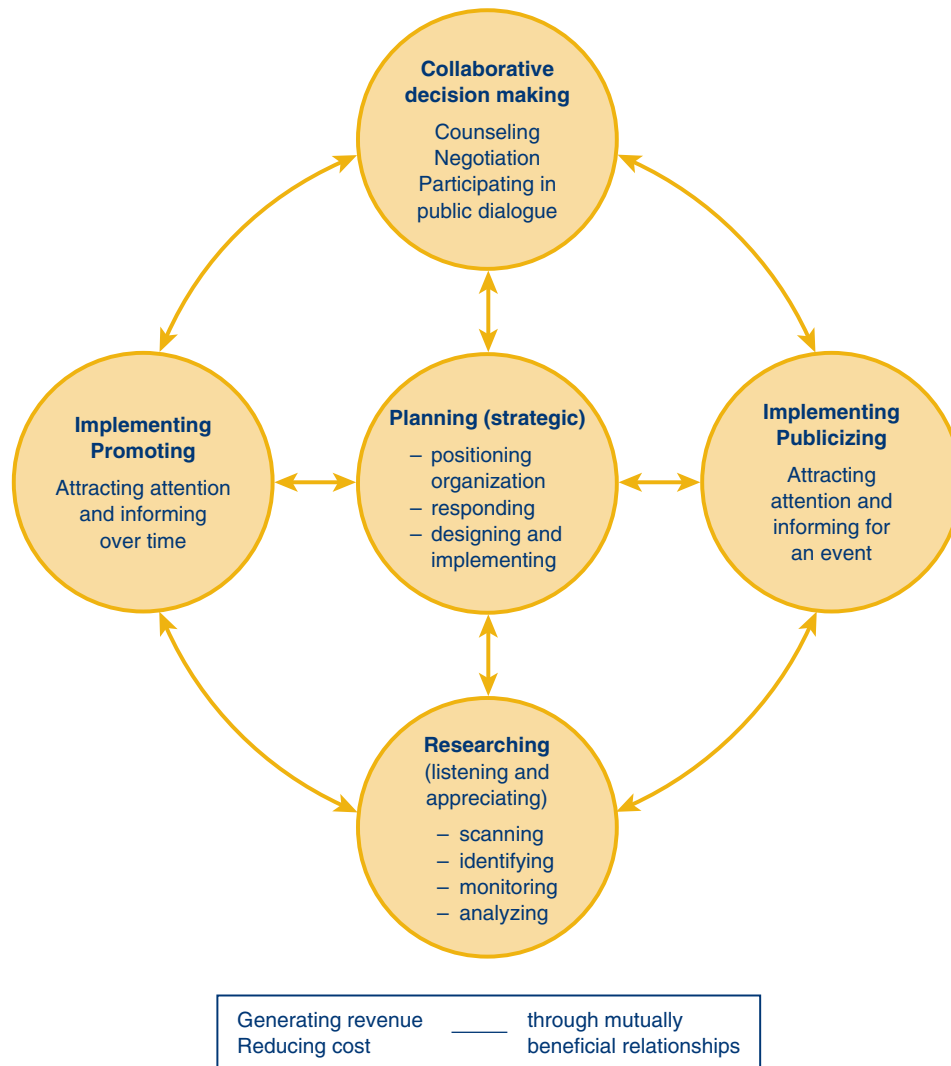 Collaborative
decision making
Counseling
Negotiation
Participating in
public dialogue
Implementing
Promoting
Attracting attention
and informing
over time
Planning (strategic)
– positioning
organization
– responding
– designing and
implementing
Implementing
Publicizing
Attracting
attention and
informing for
an event
Researching
(listening and
appreciating)
– scanning
– identifying
– monitoring
– analyzing
Generating revenue _____ through mutually
Reducing cost beneficial relationships